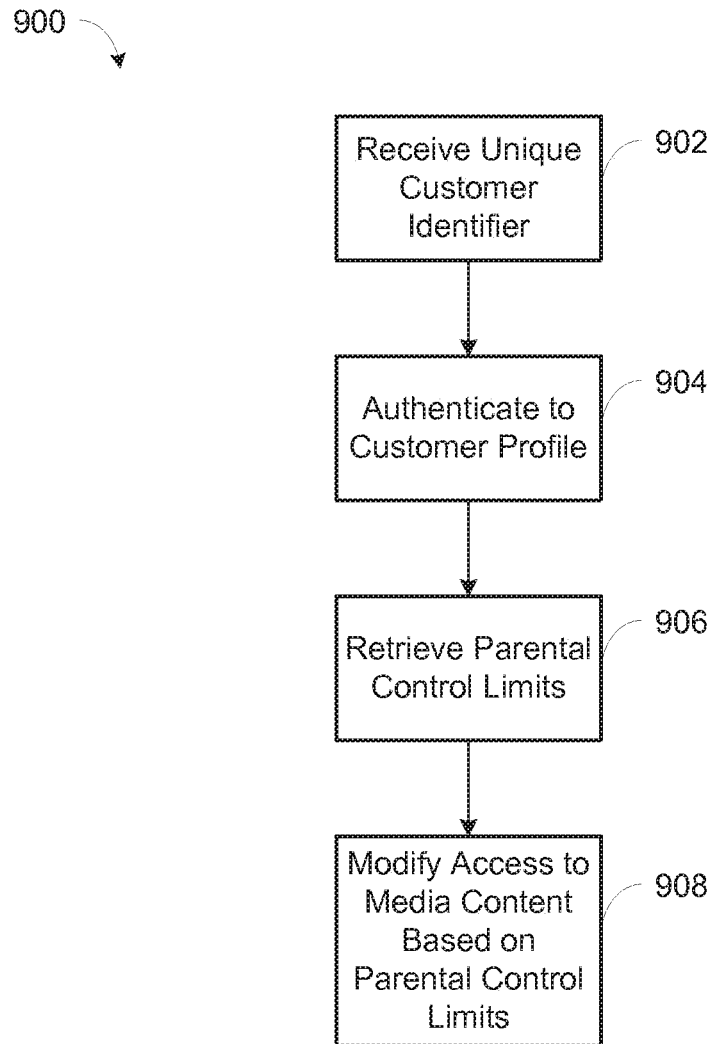 900
Receive Unique
Customer
Identifier
902
Authenticate to
Customer Profile
904
Retrieve Parental
Control Limits
906
Modify Access to
Media Content
Based on
Parental Control
Limits
908